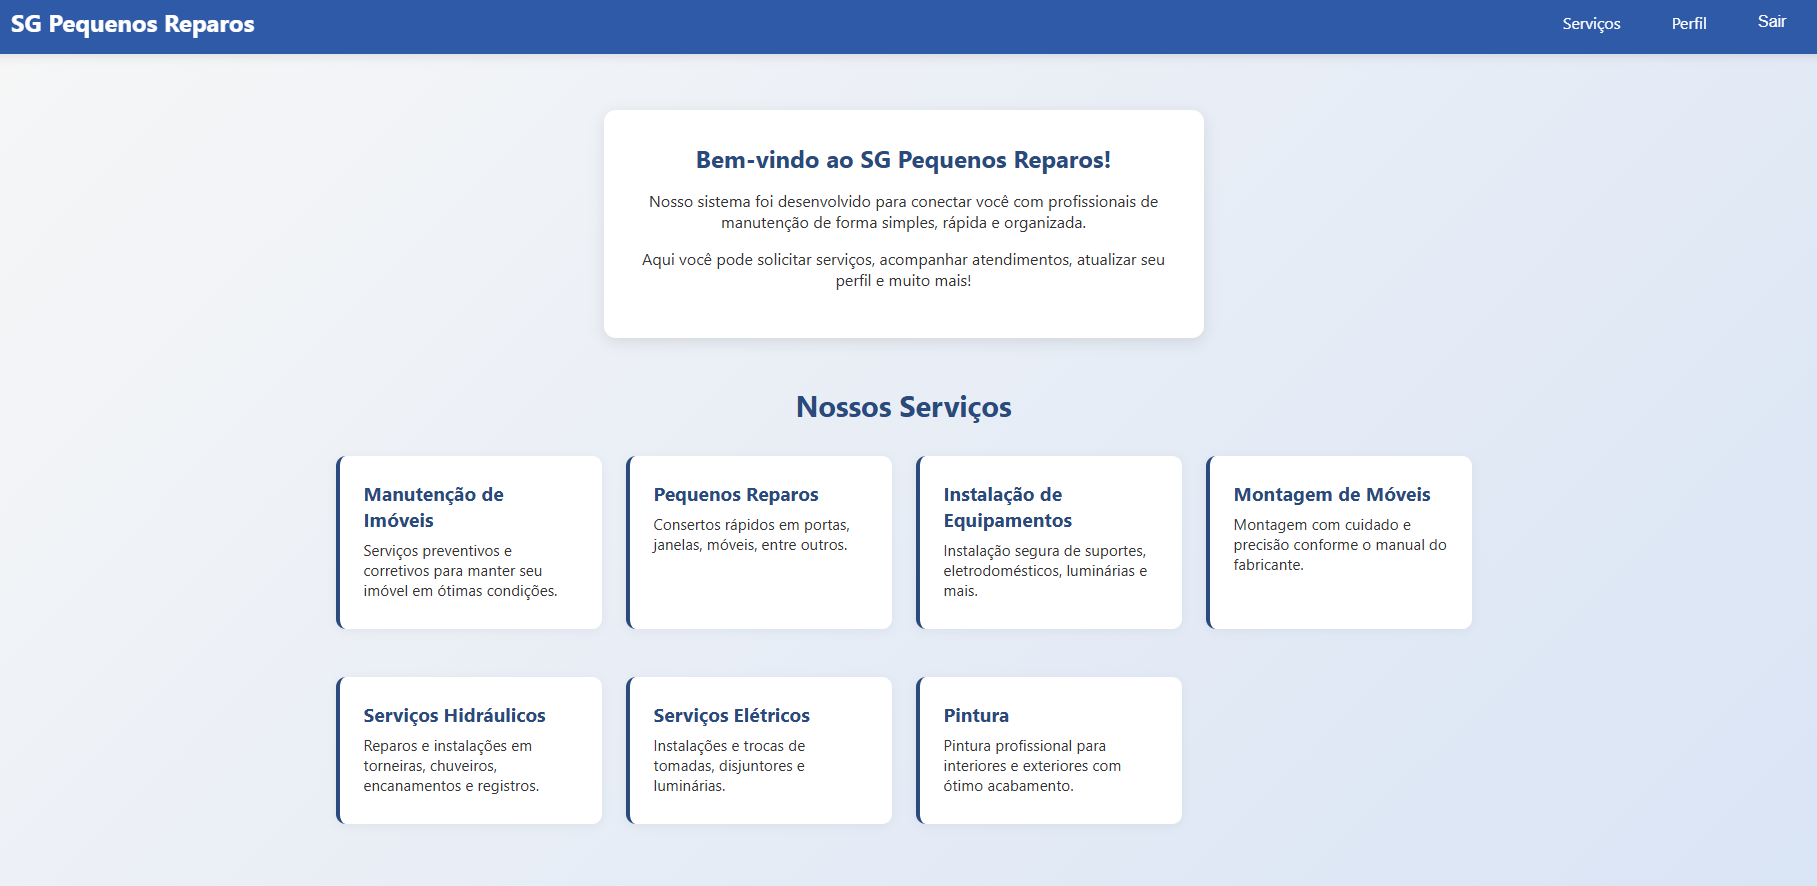 SG Pequenos Reparos
Serviços
Perfil
Sair
Bem-vindo ao SG Pequenos Reparos!
Nosso sistema foi desenvolvido para conectar você com profissionais de
manutenção de forma simples, rápida e organizada.
Aqui você pode solicitar serviços, acompanhar atendimentos, atualizar seu
perfil e muito mais!
Nossos Serviços
Manutenção de
Imóveis
Serviços preventivos e
corretivos para manter seu
imóvel em ótimas condições.
Pequenos Reparos
Consertos rápidos em portas,
janelas, móveis, entre outros.
Instalação de
Equipamentos
Instalação segura de suportes,
eletrodomésticos, luminárias e
mais.
Montagem de Móveis
Montagem com cuidado e
precisão conforme o manual do
fabricante.
Serviços Hidráulicos
Reparos e instalações em
torneiras, chuveiros,
encanamentos e registros.
Serviços Elétricos
Instalações e trocas de
tomadas, disjuntores e
luminárias.
Pintura
Pintura profissional para
interiores e exteriores com
ótimo acabamento.